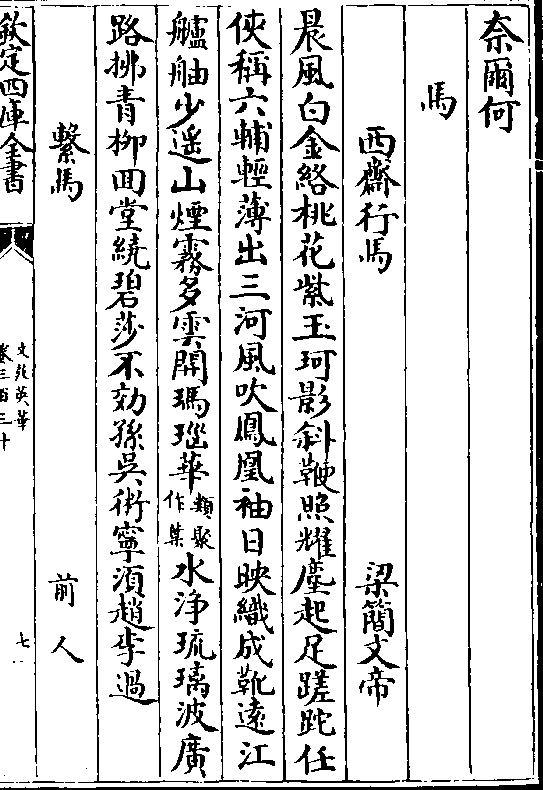 奈爾何
馬
西齋行馬　梁簡文帝
晨風白金絡桃花紫玉珂影斜鞭照耀塵起足蹉跎任
俠稱六輔輕薄出三河風吹鳳凰袖日映織成靴遠江
艫舳少遥山煙霧多雲開瑪瑙華類聚作葉水淨琉璃波廣
路拂青柳囬堂繞碧莎不効孫吳術寧須趙李過
繫馬　前人
欽定四庫全書
文苑英華
卷三百三十
七